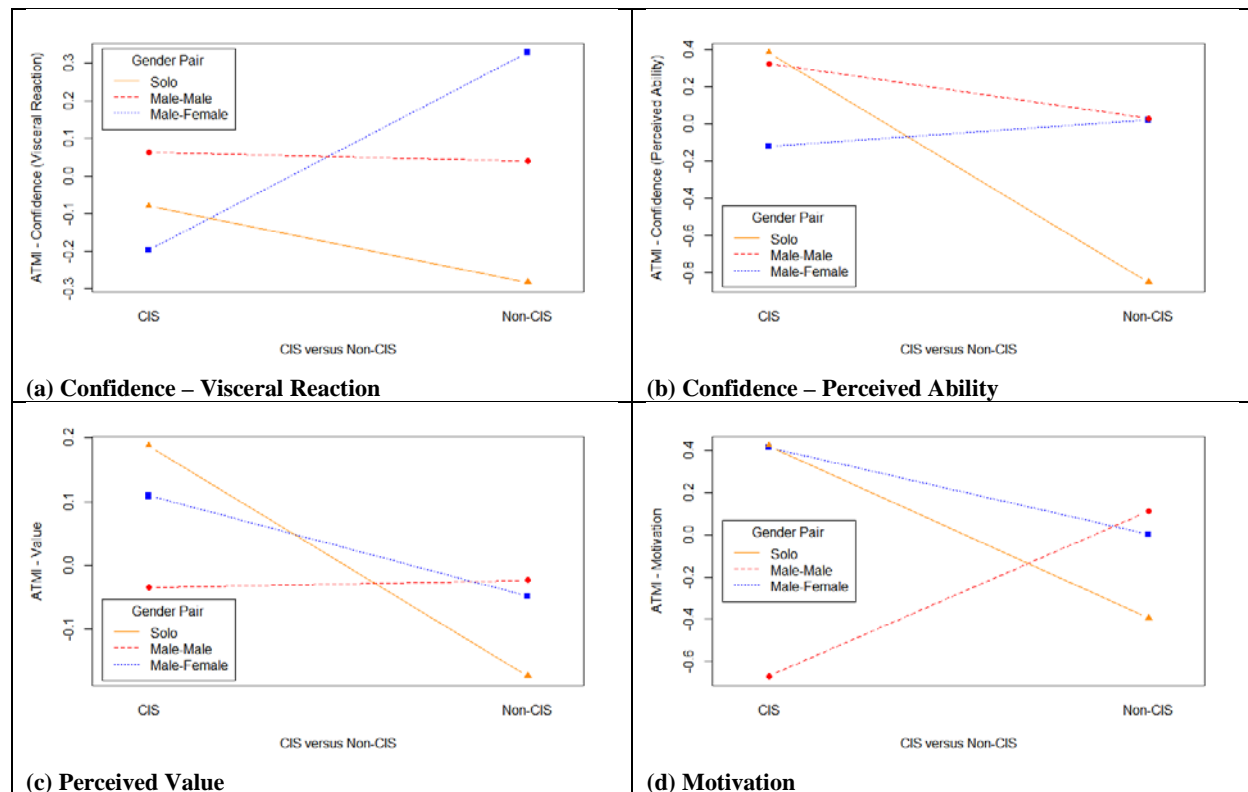 ATMI - Confidence (Visceral Reaction)
0.3
0.2
0.1
0.0
-0.1
-0.2
-0.3
Gender Pair
Solo
Male-Male
Male-Female
CIS
Non-CIS
CIS versus Non-CIS
(a) Confidence – Visceral Reaction
ATMI - Confidence (Perceived Ability)
0.4
0.2
0.0
-0.2
-0.4
-0.6
-0.8
Gender Pair
Solo
Male-Male
Male-Female
CIS
Non-CIS
CIS versus Non-CIS
(b) Confidence – Perceived Ability
ATMI - Value
0.2
0.1
0.0
-0.1
Gender Pair
Solo
Male-Male
Male-Female
CIS
Non-CIS
CIS versus Non-CIS
(c) Perceived Value
ATMI - Motivation
0.4
0.2
0.0
-0.2
-0.4
-0.6
Gender Pair
Solo
Male-Male
Male-Female
CIS
Non-CIS
CIS versus Non-CIS
(d) Motivation